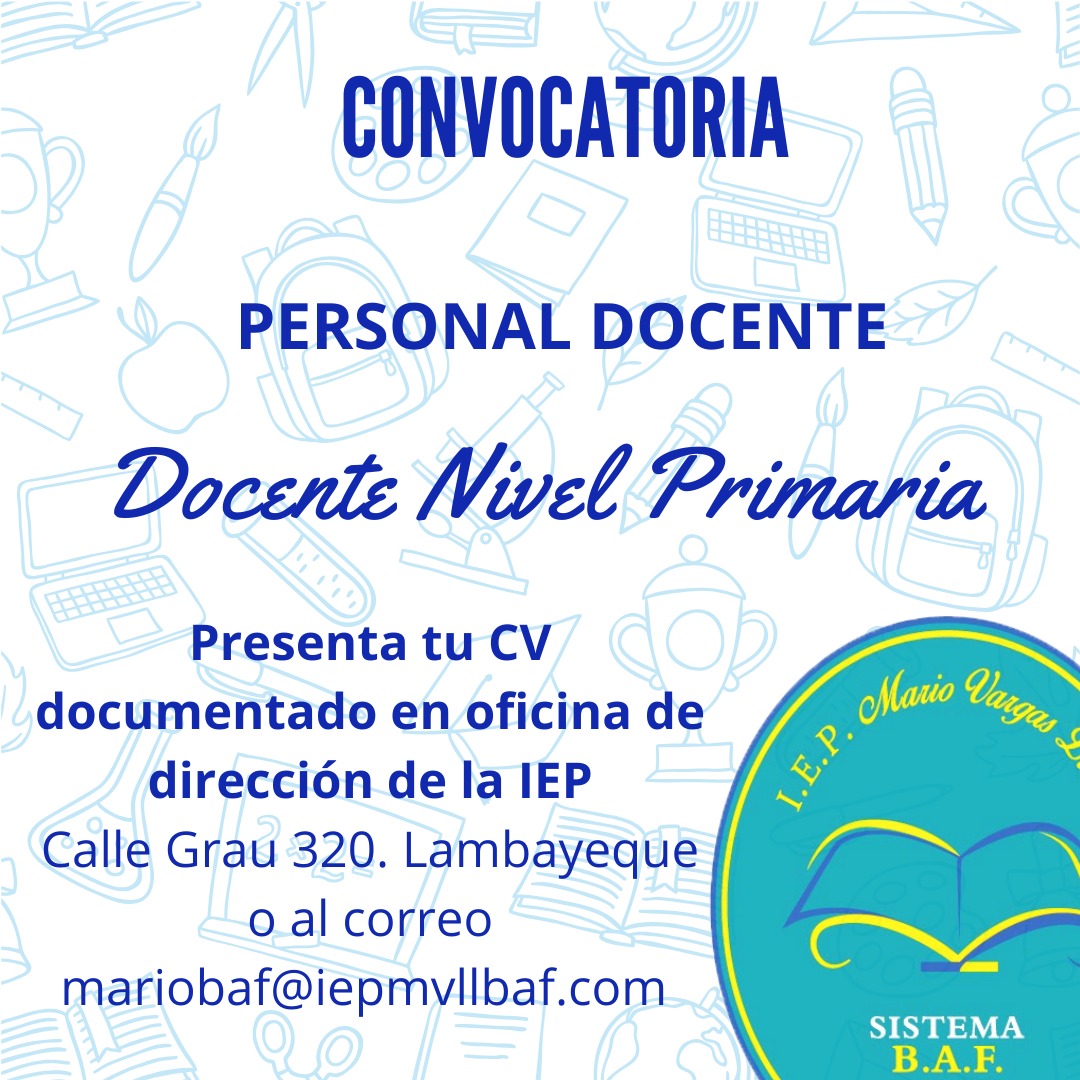 CONVOCATORIA
PERSONAL DOCENTE
Docente Nivel Primaria
Presenta tu CV
documentado en oficina de
dirección de la IEP
Calle Grau 320. Lambayeque
o al correo
mariobaf@iepmvllbaf.com
I.E.P. Mario Vargas
SISTEMA
B.A.F.